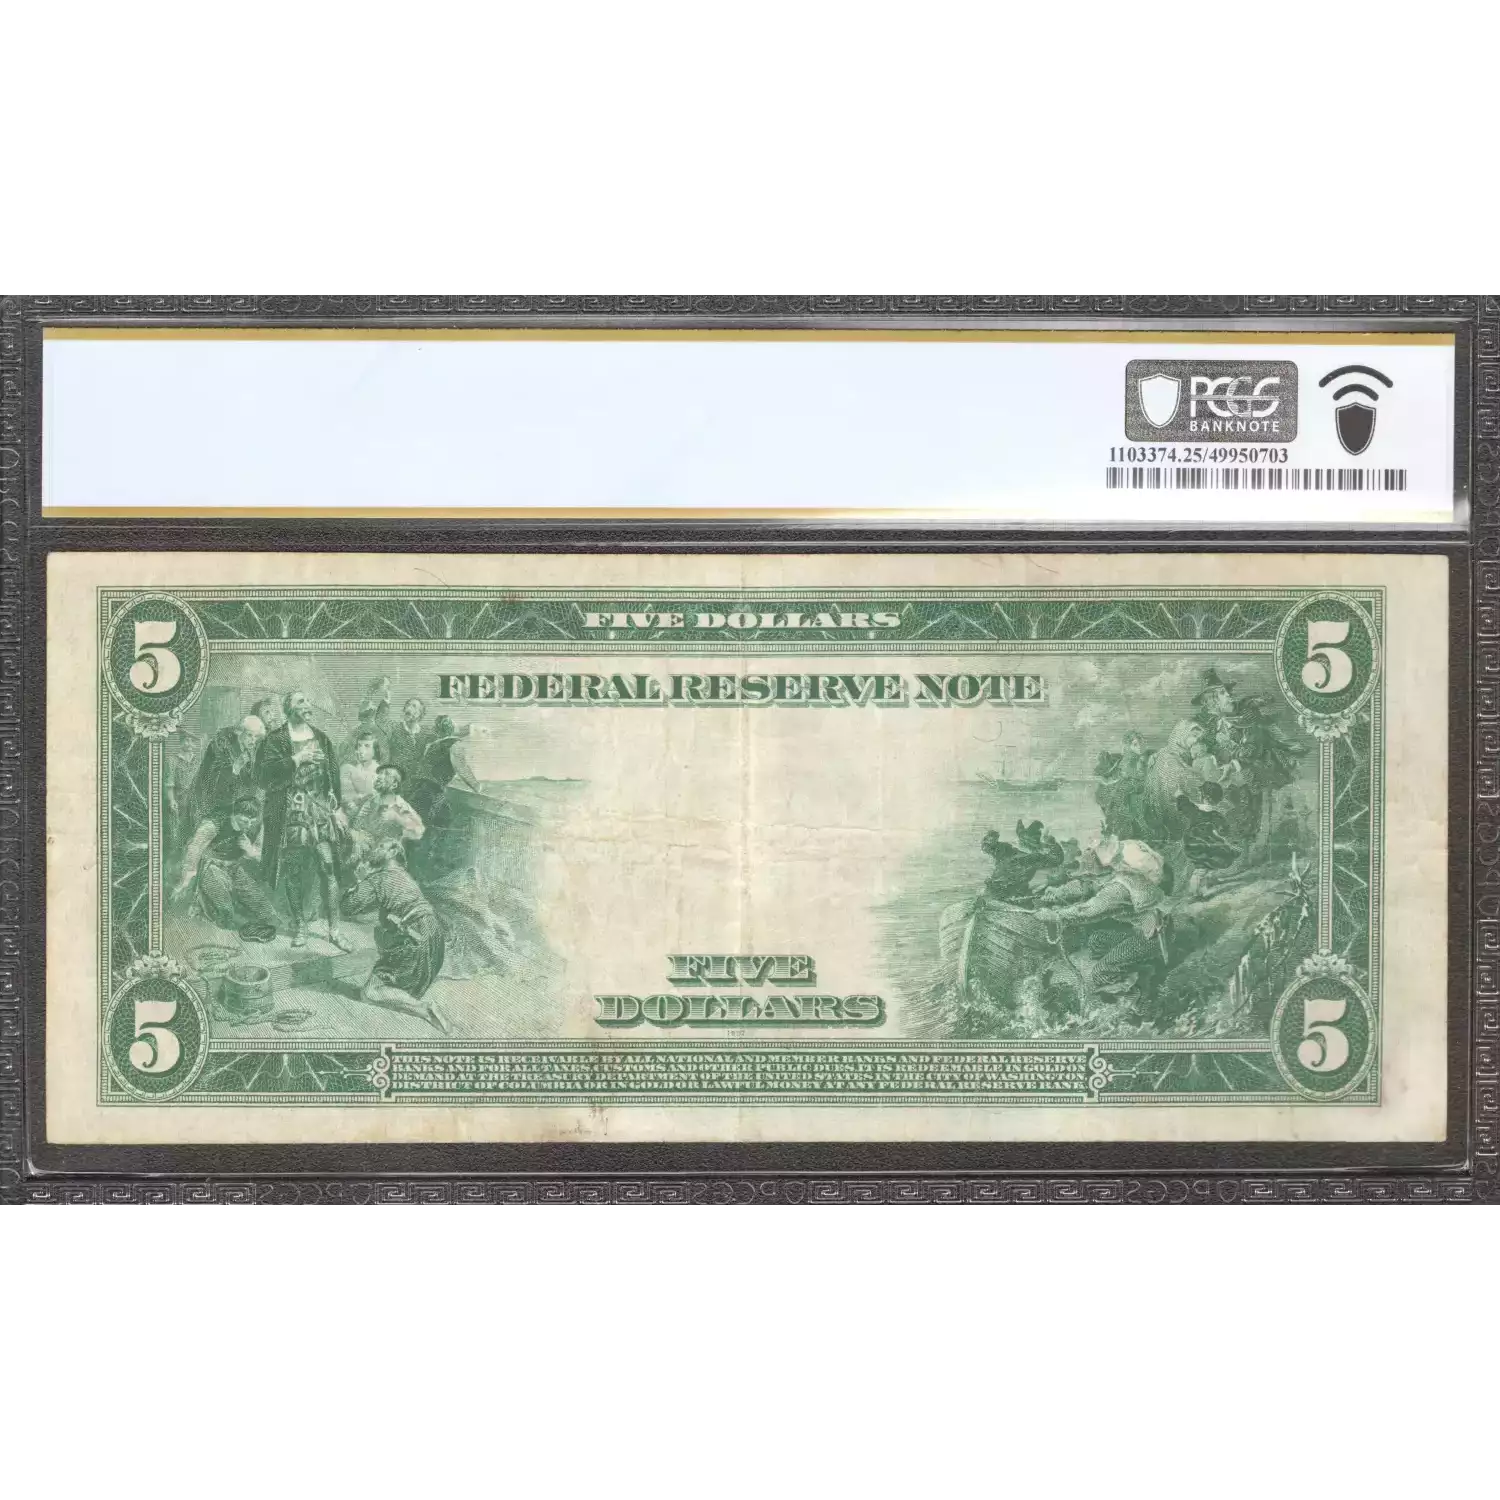 PCGS
BANKNOTE
1103374.25/49950703
5 FIVE DOLLARS 5
FEDERAL RESERVE NOTE
FIVE
DOLLARS
5 5
THIS NOTE IS RECEIVABLE BY ALL NATIONAL AND MEMBER BANKS AND FEDERAL RESERVE
BANKS AND FOR ALL TAXES, CUSTOMS AND OTHER PUBLIC DUES. IT IS REDEEMABLE IN GOLD ON
DEMAND AT THE TREASURY DEPARTMENT OF THE UNITED STATES IN THE CITY OF WASHINGTON
DISTRICT OF COLUMBIA OR IN GOLD OR LAWFUL MONEY AT ANY FEDERAL RESERVE BANK